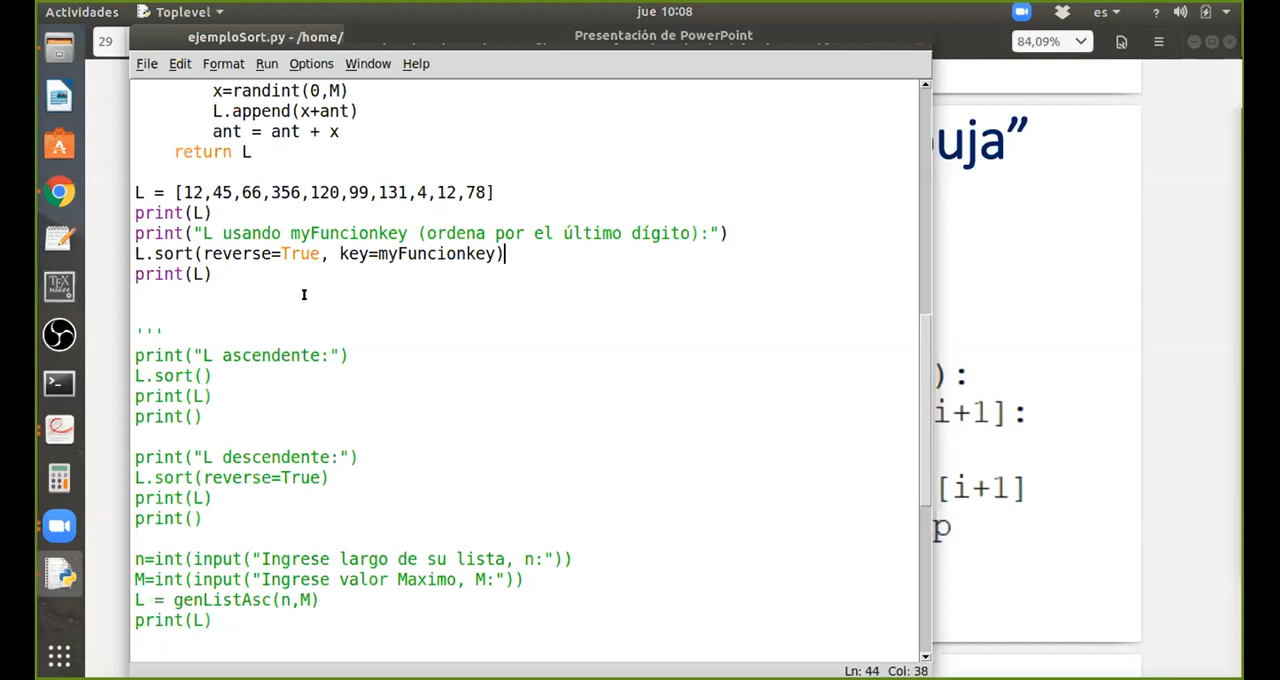 Actividades
Toplevel
jue 10:08
es
?
29
ejemploSort.py - /home/
Presentación de PowerPoint
84,09%
File Edit Format Run Options Window Help
x=randint(0,M)
L.append(x+ant)
ant = ant + x
return L
L = [12,45,66,356,120,99,131,4,12,78]
print(L)
print("L usando myFuncionkey (ordena por el último dígito):")
L.sort(reverse=True, key=myFuncionkey)
print(L)
'''
print("L ascendente:")
L.sort()
print(L)
print()
print("L descendente:")
L.sort(reverse=True)
print(L)
print()
n=int(input("Ingrese largo de su lista, n:"))
M=int(input("Ingrese valor Maximo, M:"))
L = genListAsc(n,M)
print(L)
Ln: 44 Col: 38
uja”
):
i+1]:
[i+1]
p
TEX